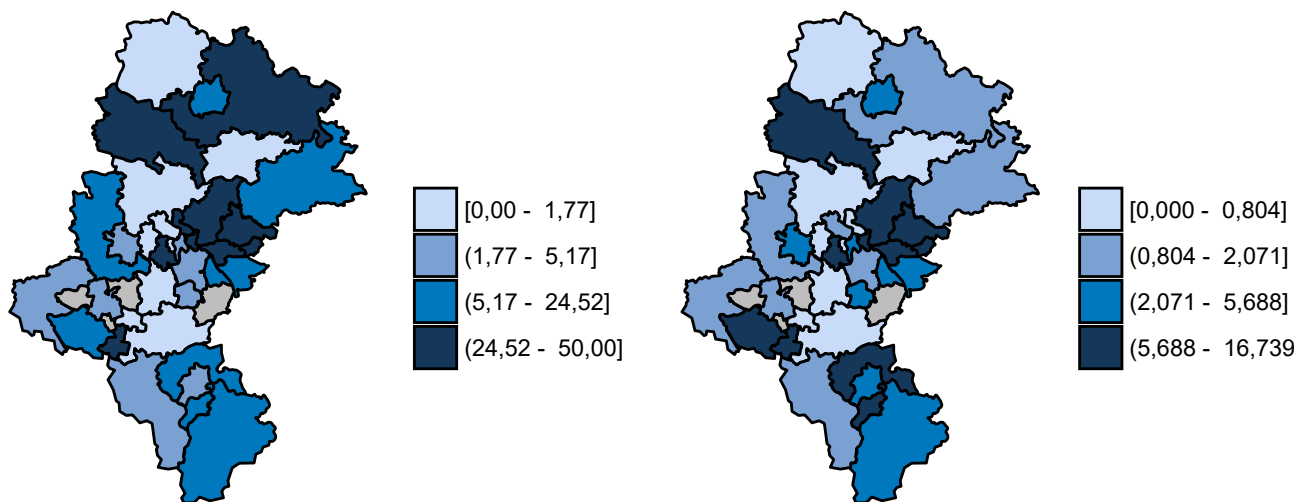 [0,00 - 1,77]
(1,77 - 5,17]
(5,17 - 24,52]
(24,52 - 50,00]
[0,000 - 0,804]
(0,804 - 2,071]
(2,071 - 5,688]
(5,688 - 16,739